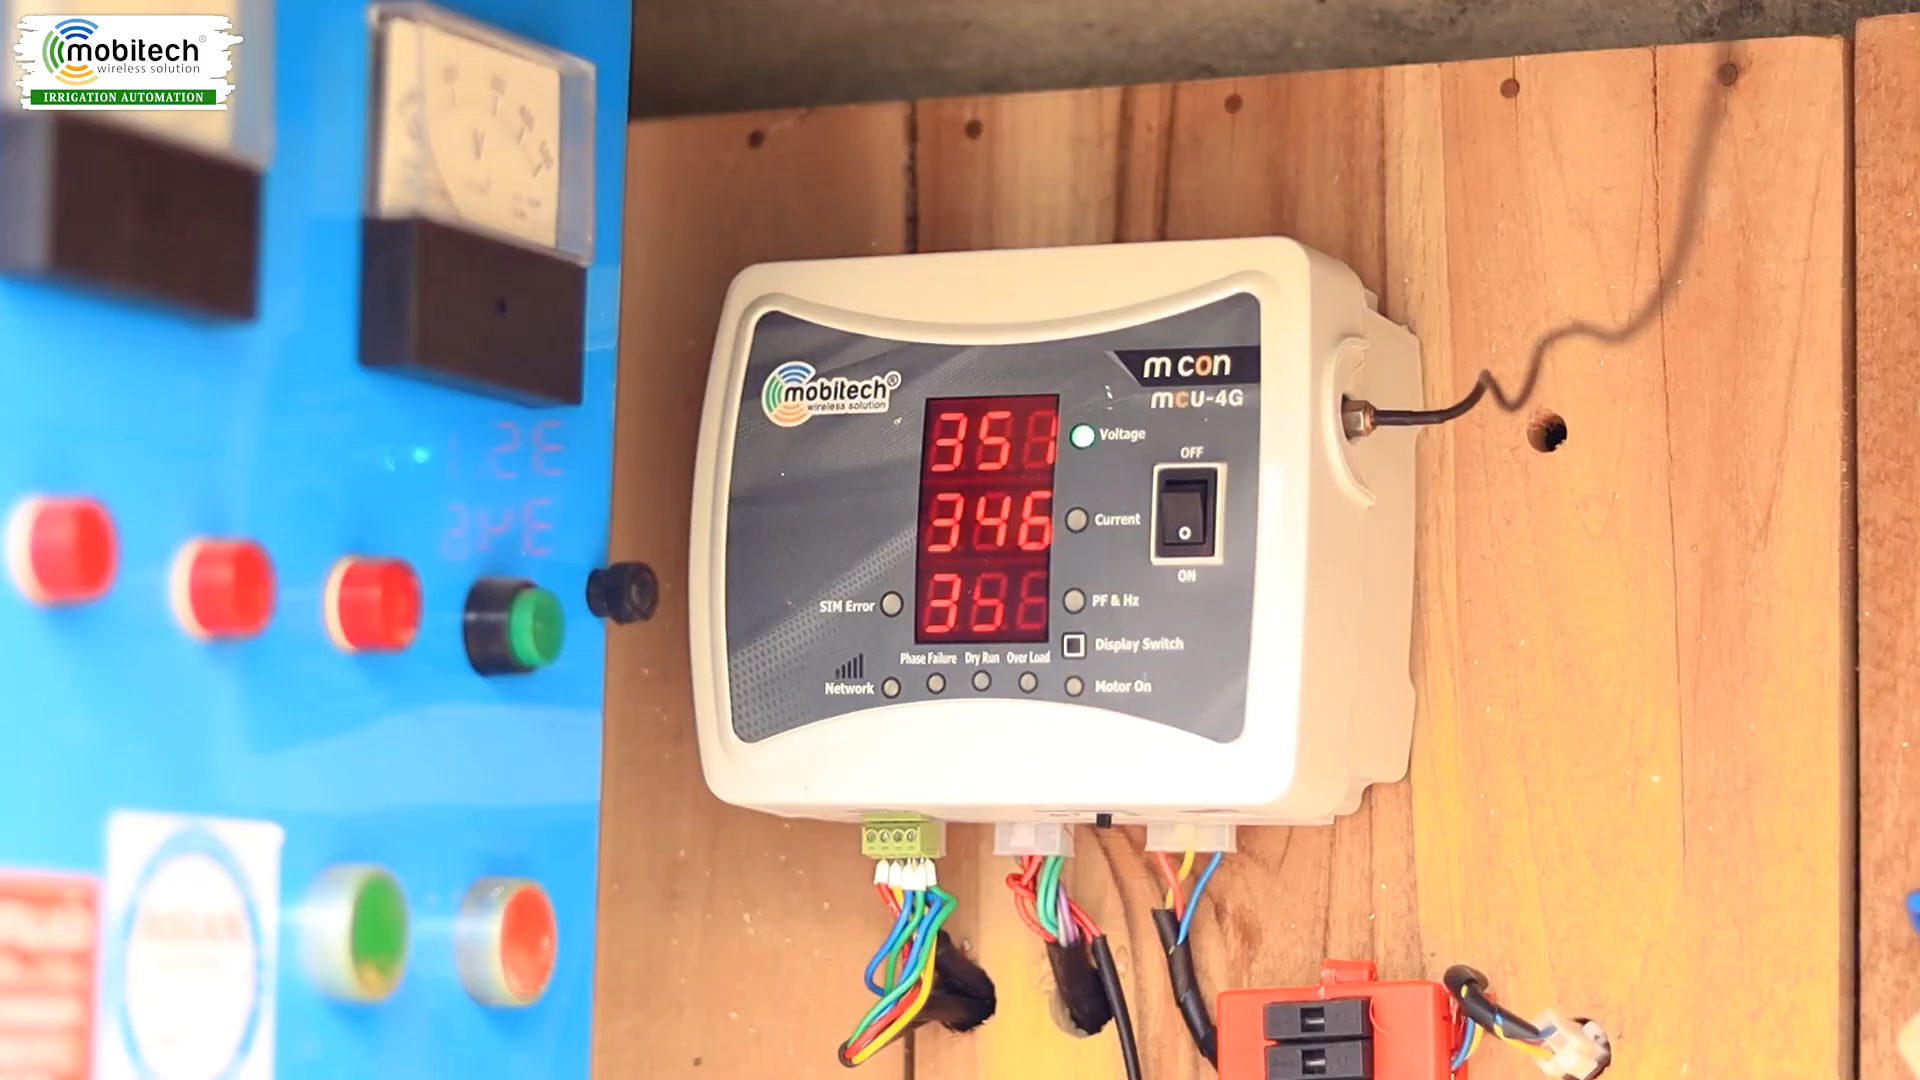 mobitech®
wireless solution
IRRIGATION AUTOMATION
V
mobitech®
wireless solution
m con
mcu-4G
351
Voltage
OFF
346
Current
ON
35
SIM Error
PF & Hz
Display Switch
Phase Failure
Dry Run
Over Load
Network
Motor On